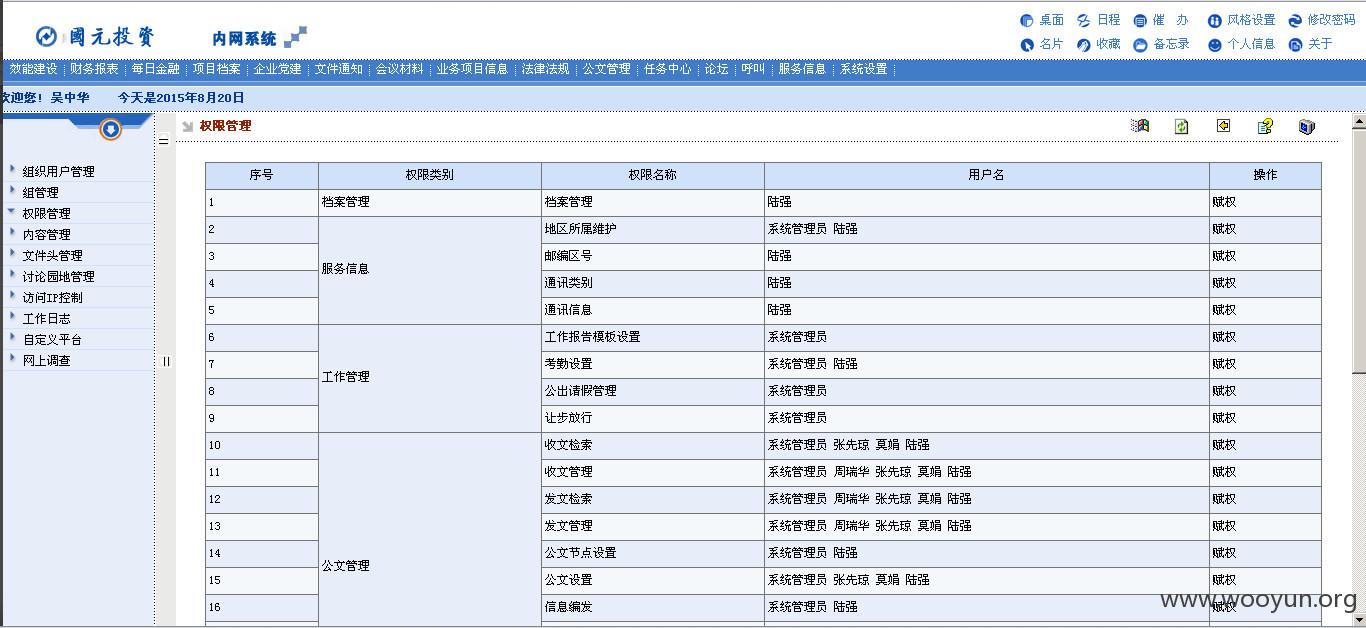 國元投资 内网系统
桌面 日程 催 办 风格设置 修改密码
名片 收藏 备忘录 个人信息 关于
效能建设 财务报表 每日金融 项目档案 企业党建 文件通知 会议材料 业务项目信息 法律法规 公文管理 任务中心 论坛 呼叫 服务信息 系统设置
欢迎您！吴中华 今天是2015年8月20日
组织用户管理
组管理
权限管理
内容管理
文件头管理
讨论园地管理
访问IP控制
工作日志
自定义平台
网上调查
权限管理
序号 权限类别 权限名称 用户名 操作
1 档案管理 档案管理 陆强 赋权
2 服务信息 地区所属维护 系统管理员 陆强 赋权
3 邮编区号 陆强 赋权
4 通讯类别 陆强 赋权
5 通讯信息 陆强 赋权
6 工作管理 工作报告模板设置 系统管理员 赋权
7 考勤设置 系统管理员 陆强 赋权
8 公出请假管理 系统管理员 赋权
9 让步放行 系统管理员 赋权
10 公文管理 收文检索 系统管理员 张先琼 莫娟 陆强 赋权
11 收文管理 系统管理员 周瑞华 张先琼 莫娟 陆强 赋权
12 发文检索 系统管理员 周瑞华 张先琼 莫娟 陆强 赋权
13 发文管理 系统管理员 周瑞华 张先琼 莫娟 陆强 赋权
14 公文节点设置 系统管理员 陆强 赋权
15 公文设置 系统管理员 张先琼 莫娟 陆强 赋权
16 信息编发 系统管理员 陆强 赋权
www.wooyun.org